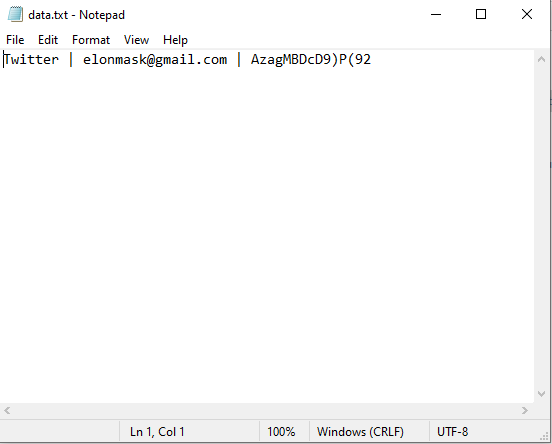 data.txt - Notepad
File Edit Format View Help
Twitter | elonmask@gmail.com | AzagMBDcD9)P(92
Ln 1, Col 1 100% Windows (CRLF) UTF-8